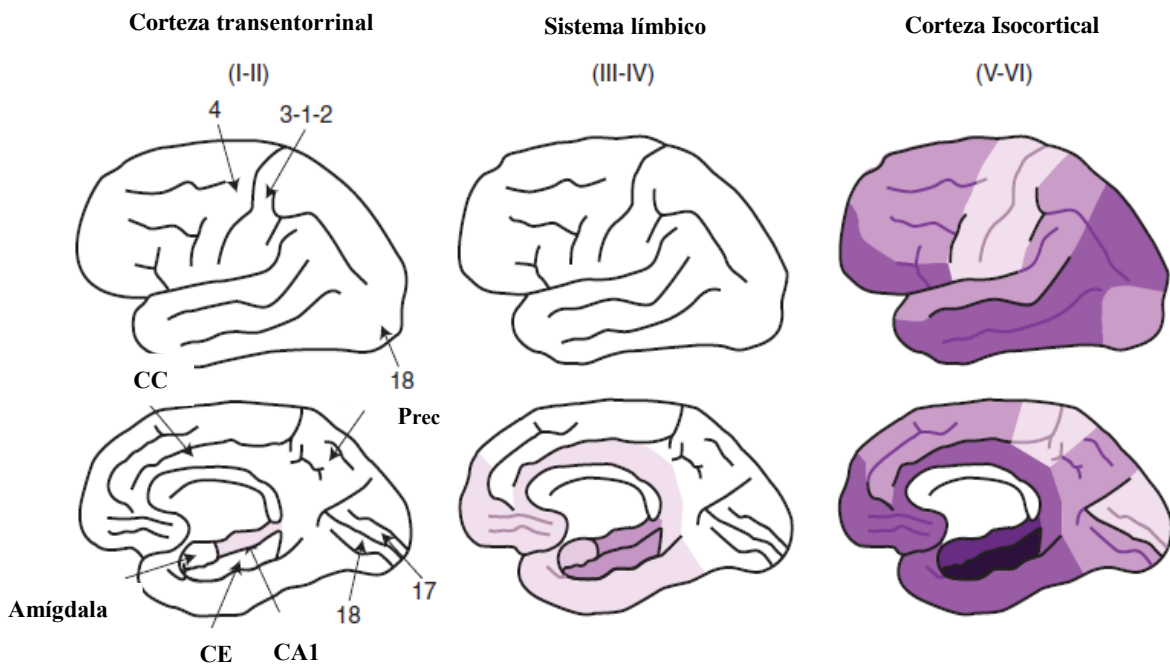 Corteza transentorrinal
Sistema límbico
Corteza Isocortical
(I-II)
(III-IV)
(V-VI)
4
3-1-2
CC
18
Prec
Amígdala
CE
CA1
18
17